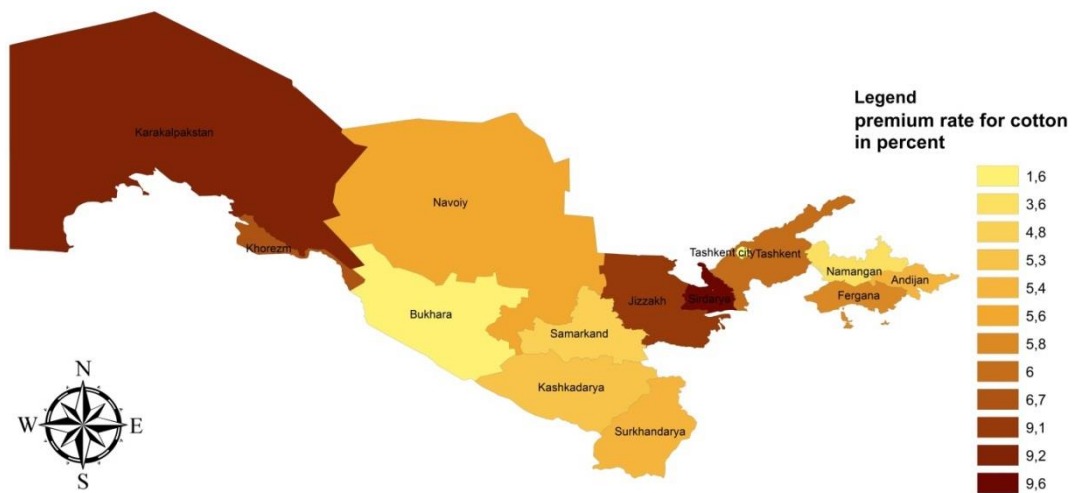 Karakalpakstan
Khorezm
Navoiy
Bukhara
Samarkand
Kashkadarya
Surkhandarya
Jizzakh
Sirdarya
Tashkent city
Tashkent
Namangan
Andijan
Fergana
Legend
premium rate for cotton
in percent
1,6
3,6
4,8
5,3
5,4
5,6
5,8
6
6,7
9,1
9,2
9,6
N
W E
S